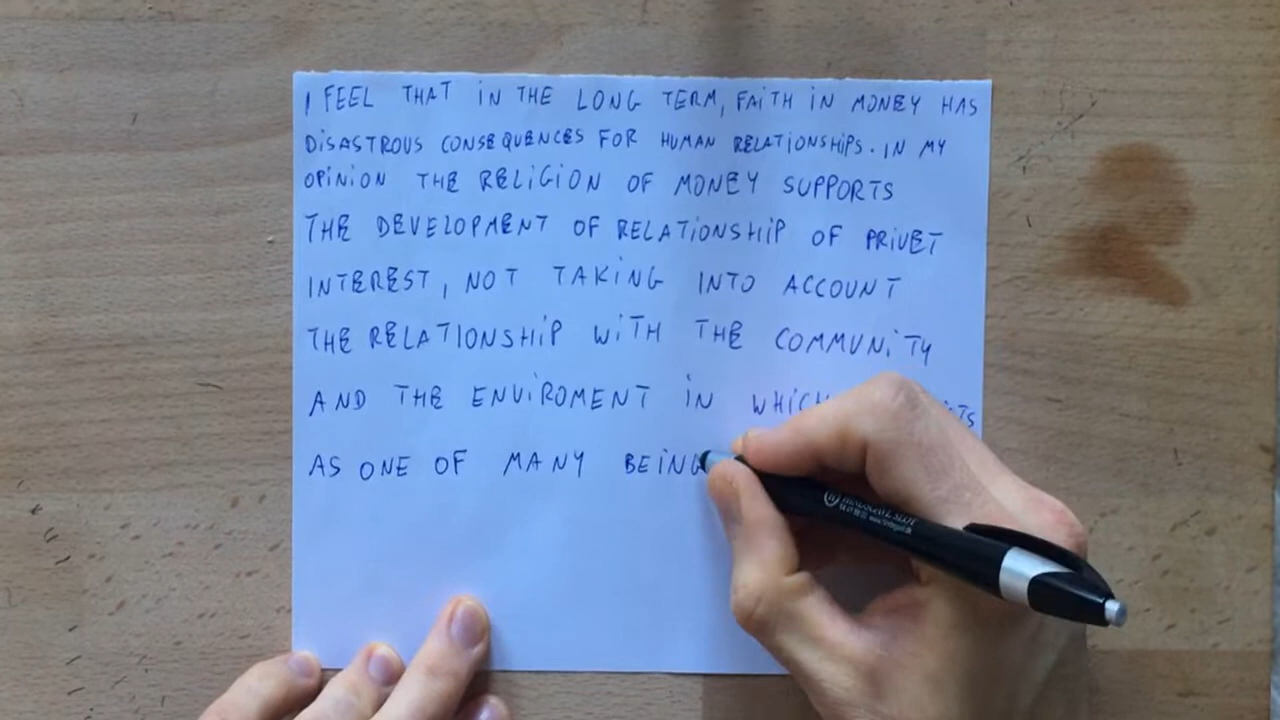 I FEEL THAT IN THE LONG TERM, FAITH IN MONEY HAS
DISASTROUS CONSEQUENCES FOR HUMAN RELATIONSHIPS. IN MY
OPINION THE RELIGION OF MONEY SUPPORTS
THE DEVELOPMENT OF RELATIONSHIP OF PRIVET
INTEREST, NOT TAKING INTO ACCOUNT
THE RELATIONSHIP WITH THE COMMUNITY
AND THE ENVIROMENT IN WHICH
AS ONE OF MANY BEING